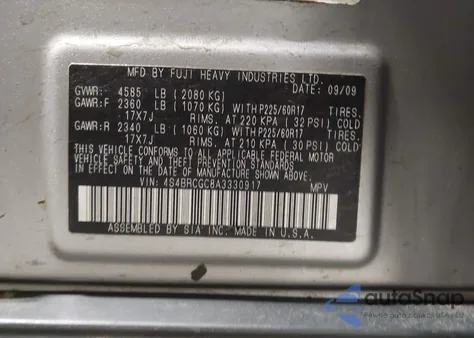 MFD BY FUJI HEAVY INDUSTRIES LTD.
GVWR: 4585 LB (2080 KG) DATE: 09/09
GAWR:F 2360 LB (1070 KG) WITH P225/60R17 TIRES.
17X7J RIMS. AT 220 KPA (32 PSI) COLD
GAWR:R 2340 LB (1060 KG) WITH P225/60R17 TIRES.
17X7J RIMS. AT 210 KPA (30 PSI) COLD
THIS VEHICLE CONFORMS TO ALL APPLICABLE FEDERAL MOTOR
VEHICLE SAFETY, BUMPER, AND THEFT PREVENTION STANDARDS
IN EFFECT ON THE DATE OF MANUFACTURE SHOWN ABOVE.
VIN: 4S4BRCGC8A3330917 MPV
ASSEMBLED BY SIA INC. MADE IN U.S.A.
autoSnap